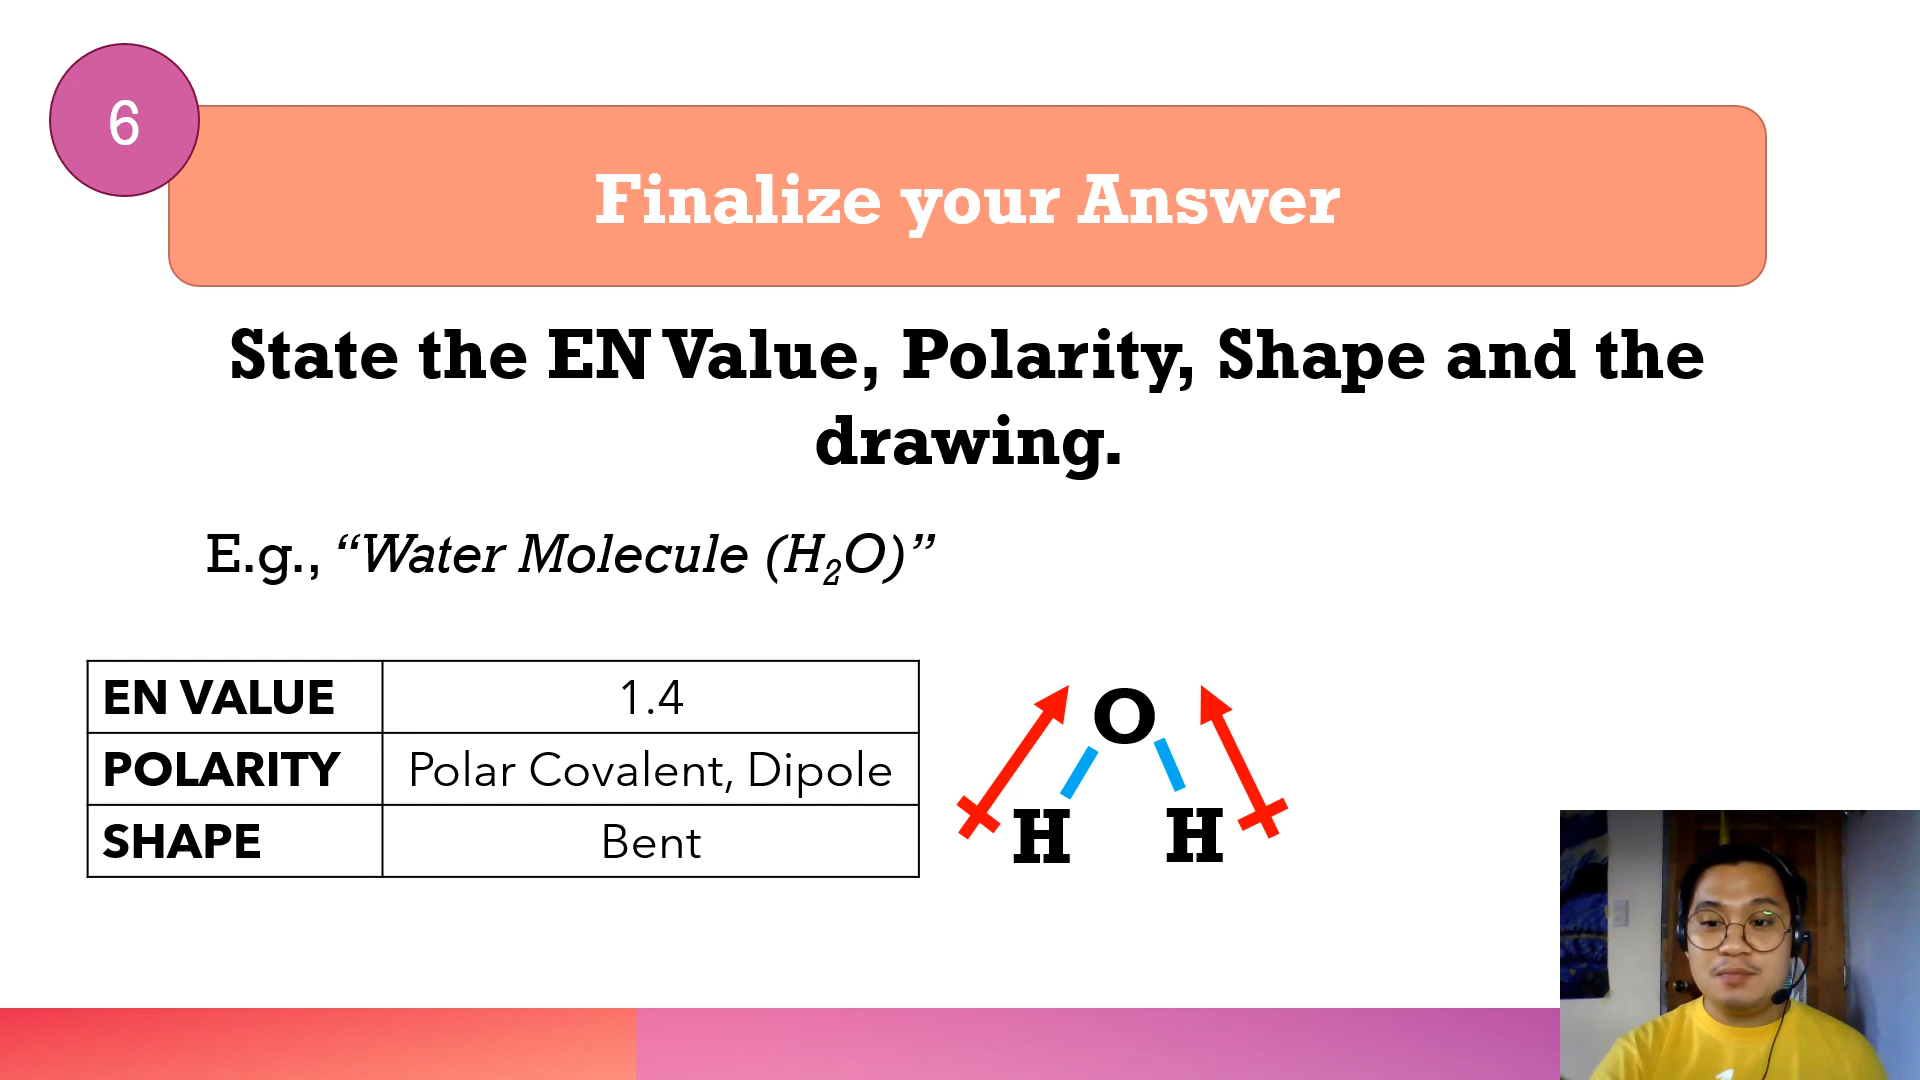 6
Finalize your Answer
State the EN Value, Polarity, Shape and the
drawing.
E.g., “Water Molecule (H₂O)”
EN VALUE 1.4
POLARITY Polar Covalent, Dipole
SHAPE Bent
O
H H